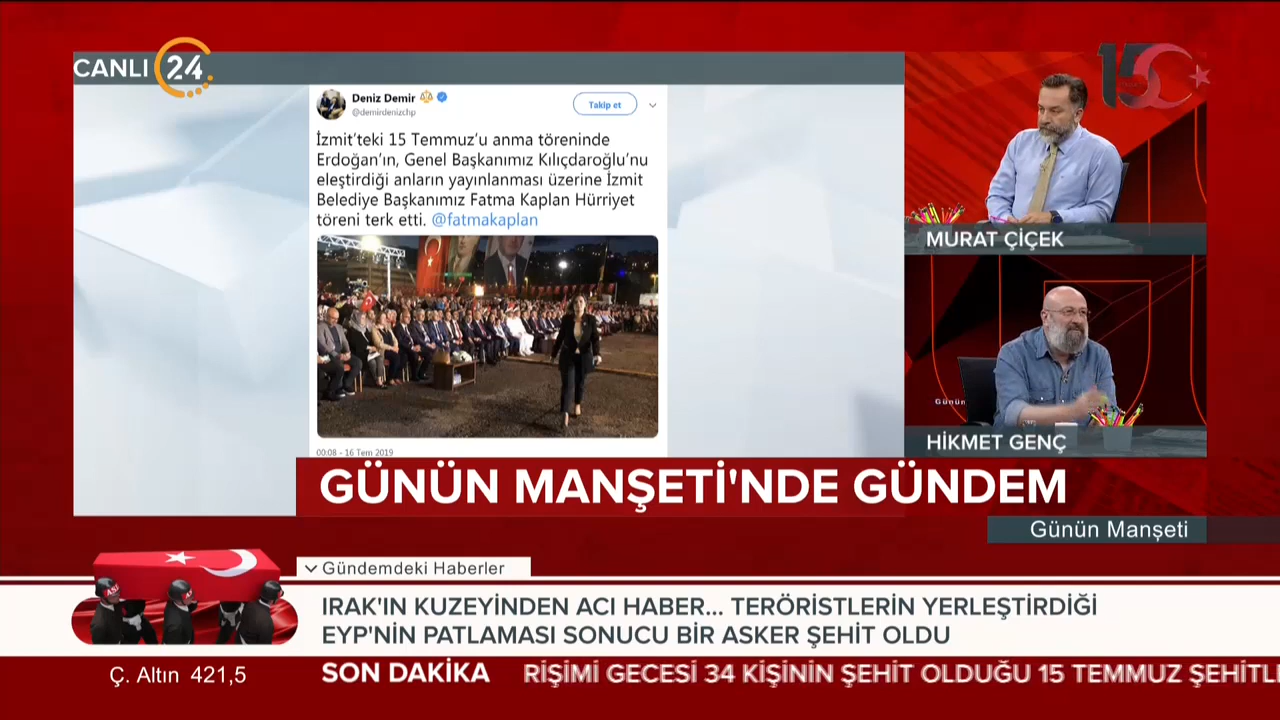 CANLI 24
Deniz Demir
@demirdenizchp
Takip et
İzmit'teki 15 Temmuz'u anma töreninde
Erdoğan'ın, Genel Başkanımız Kılıçdaroğlu'nu
eleştirdiği anların yayınlanması üzerine İzmit
Belediye Başkanımız Fatma Kaplan Hürriyet
töreni terk etti. @fatmakaplan
00:08 - 16 Tem 2019
15
MURAT ÇİÇEK
Günün
HİKMET GENÇ
GÜNÜN MANŞETİ'NDE GÜNDEM
Günün Manşeti
Gündemdeki Haberler
IRAK'IN KUZEYİNDEN ACI HABER... TERÖRİSTLERİN YERLEŞTİRDİĞİ
EYP'NİN PATLAMASI SONUCU BİR ASKER ŞEHİT OLDU
Ç. Altın 421,5
SON DAKİKA
RİŞİMİ GECESİ 34 KİŞİNİN ŞEHİT OLDUĞU 15 TEMMUZ ŞEHİTLE